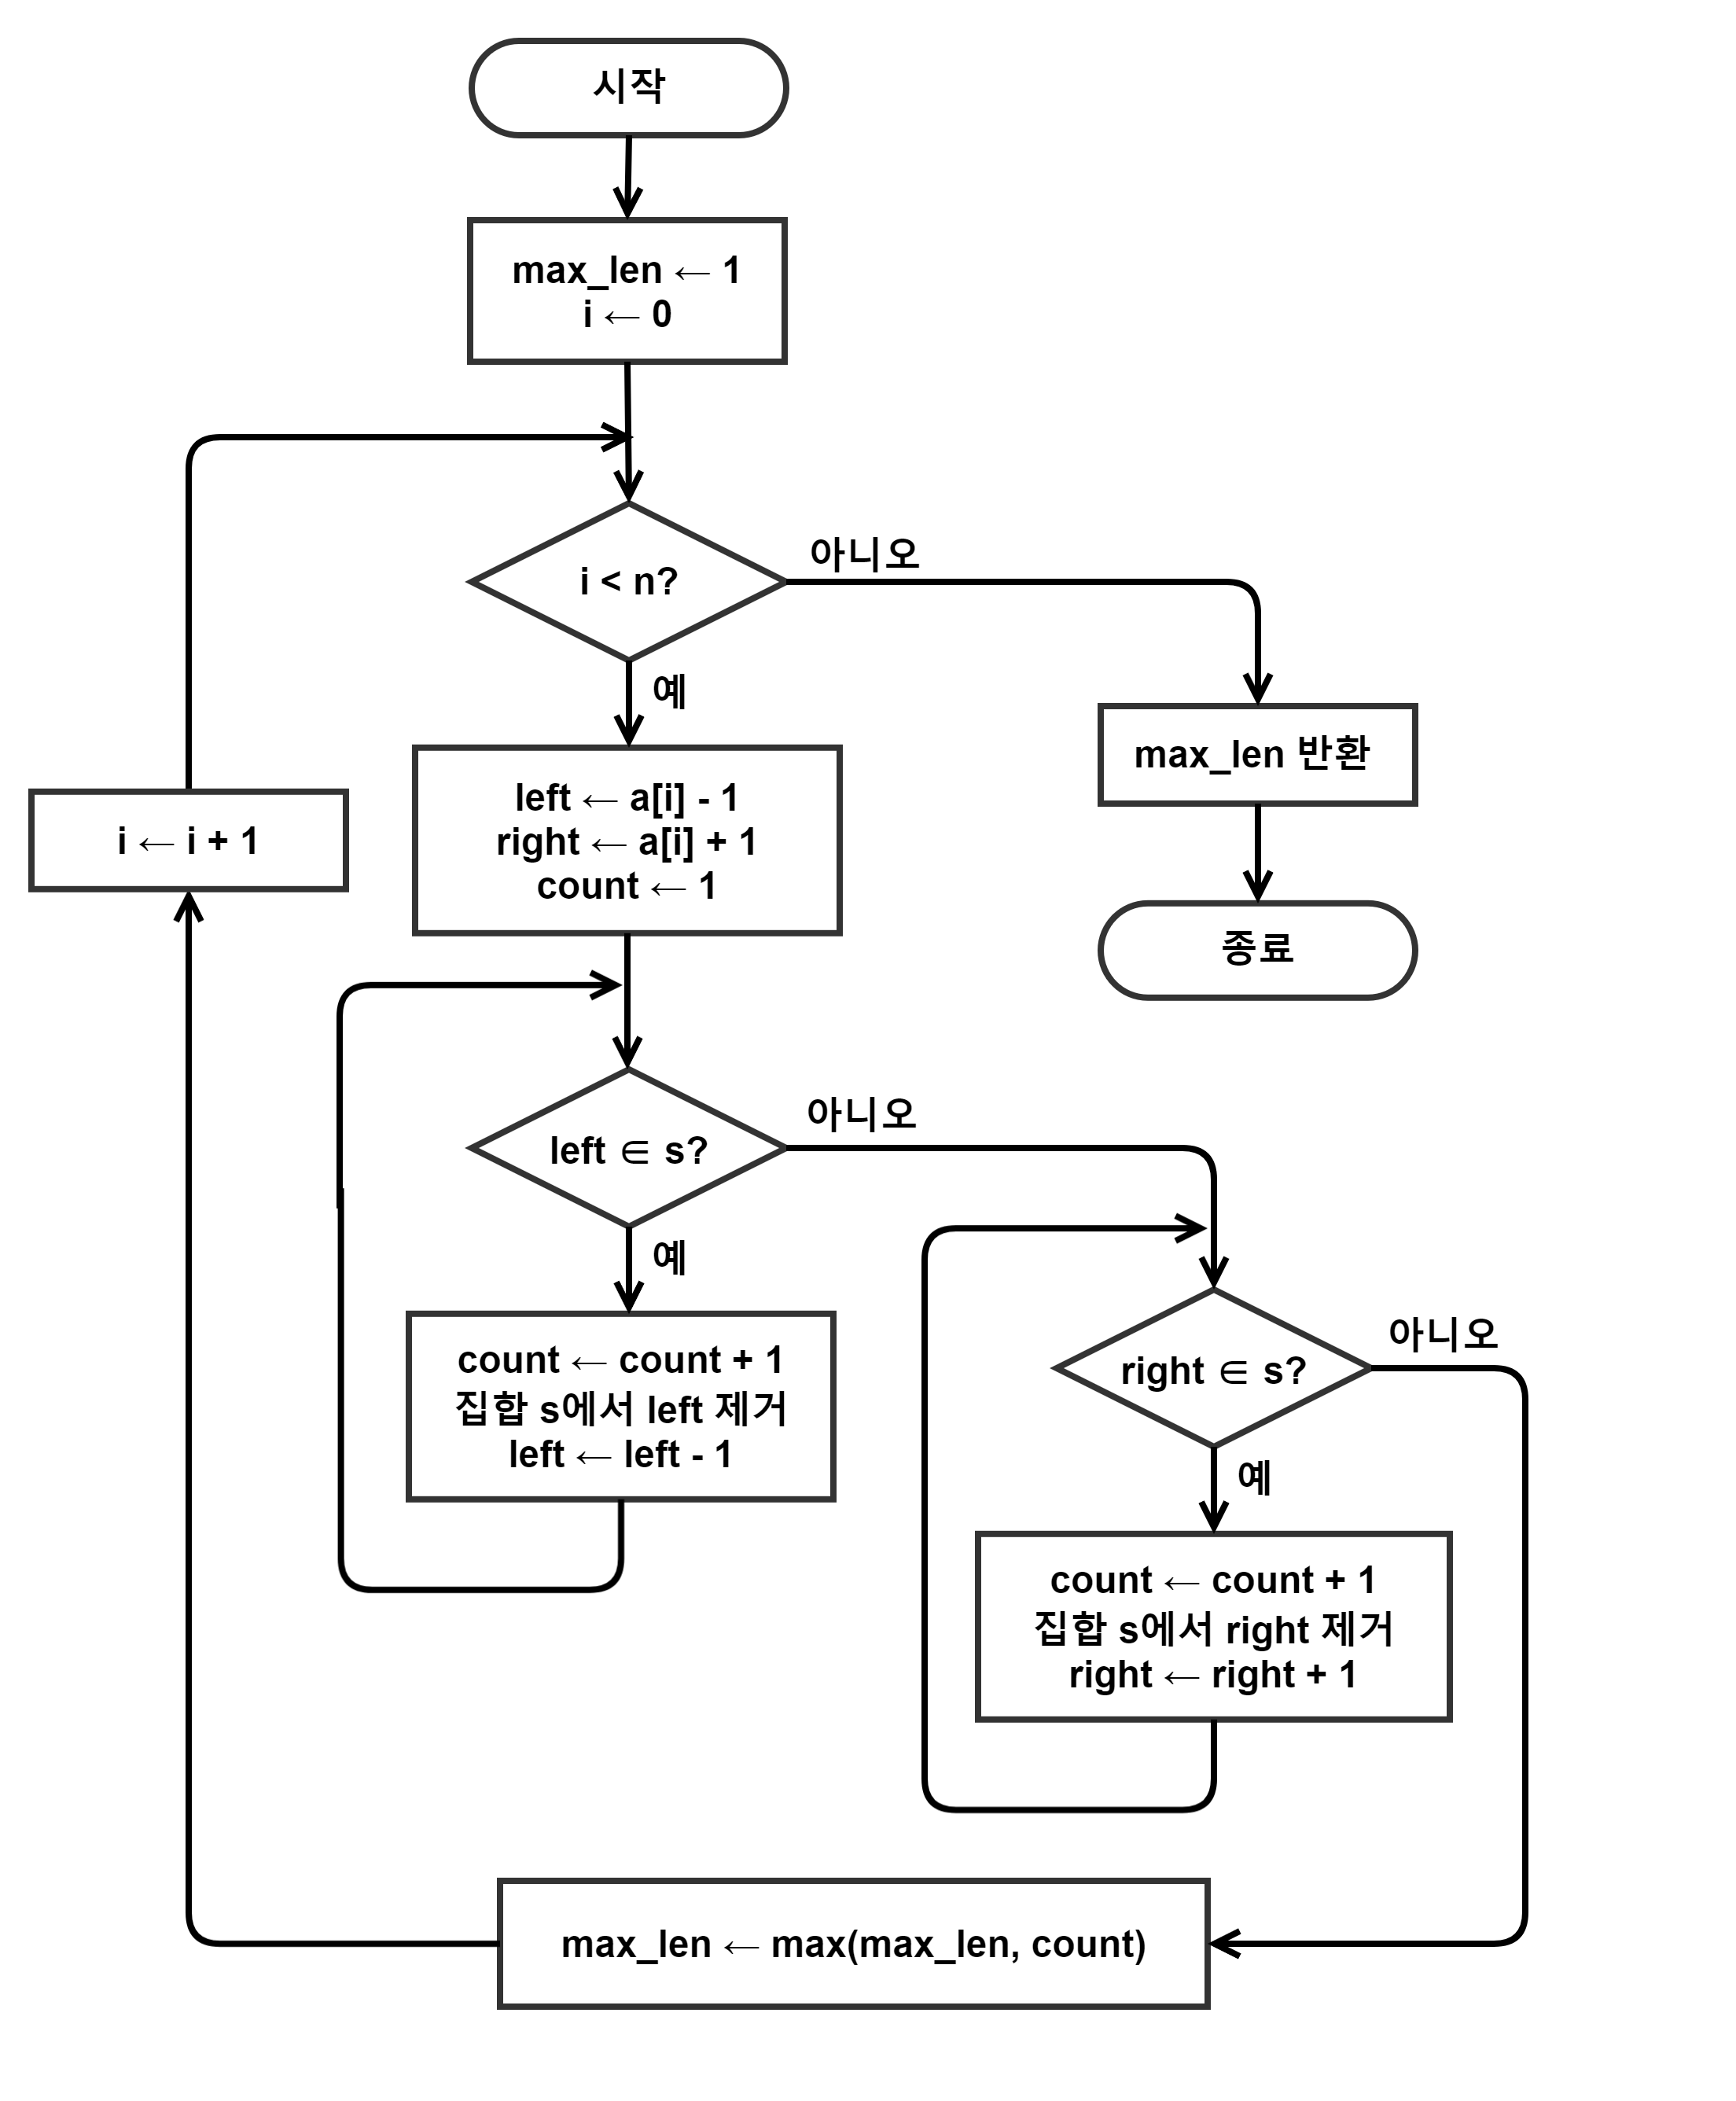 시작
max_len ← 1
i ← 0
i < n?
아니오
예
max_len 반환
종료
left ← a[i] - 1
right ← a[i] + 1
count ← 1
i ← i + 1
left ∈ s?
아니오
예
count ← count + 1
집합 s에서 left 제거
left ← left - 1
right ∈ s?
아니오
예
count ← count + 1
집합 s에서 right 제거
right ← right + 1
max_len ← max(max_len, count)